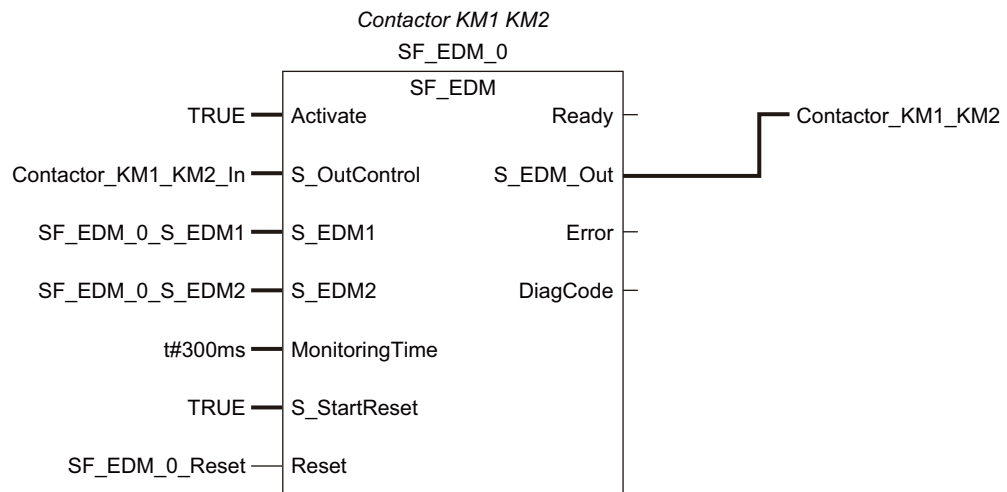 Contactor KM1 KM2
SF_EDM_0
SF_EDM
TRUE Activate Ready Contactor_KM1_KM2
Contactor_KM1_KM2_In S_OutControl S_EDM_Out
SF_EDM_0_S_EDM1 S_EDM1 Error
SF_EDM_0_S_EDM2 S_EDM2 DiagCode
t#300ms MonitoringTime
TRUE S_StartReset
SF_EDM_0_Reset Reset